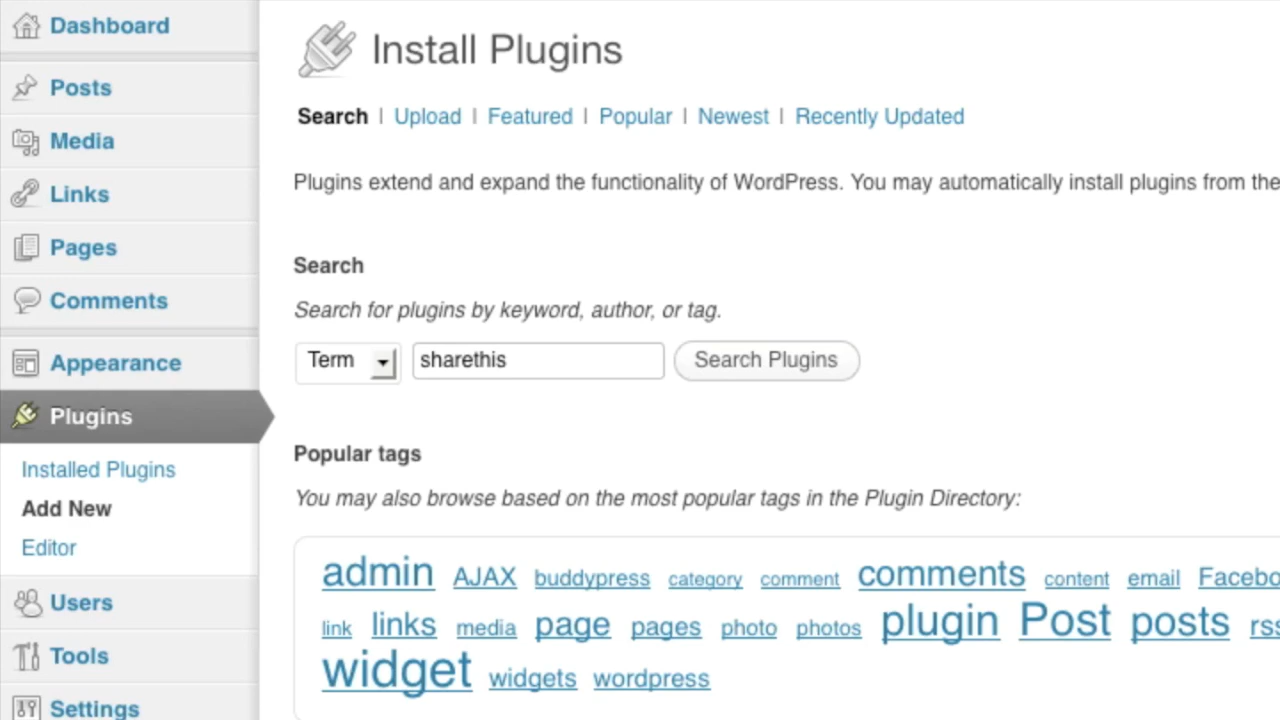 Dashboard
Posts
Media
Links
Pages
Comments
Appearance
Plugins
Installed Plugins
Add New
Editor
Users
Tools
Settings
Install Plugins
Search | Upload | Featured | Popular | Newest | Recently Updated
Plugins extend and expand the functionality of WordPress. You may automatically install plugins from the
Search
Search for plugins by keyword, author, or tag.
Term sharethis Search Plugins
Popular tags
You may also browse based on the most popular tags in the Plugin Directory:
admin AJAX buddypress category comment comments content email Facebo
link links media page pages photo photos plugin Post posts rss
widget widgets wordpress